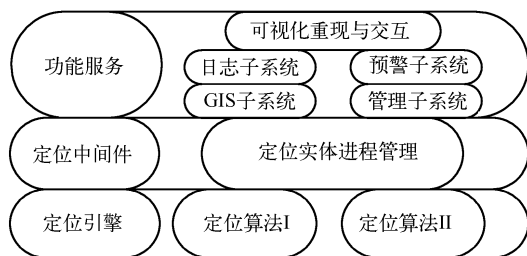 可视化重现与交互
功能服务
日志子系统
预警子系统
GIS子系统
管理子系统
定位中间件
定位实体进程管理
定位引擎
定位算法I
定位算法II